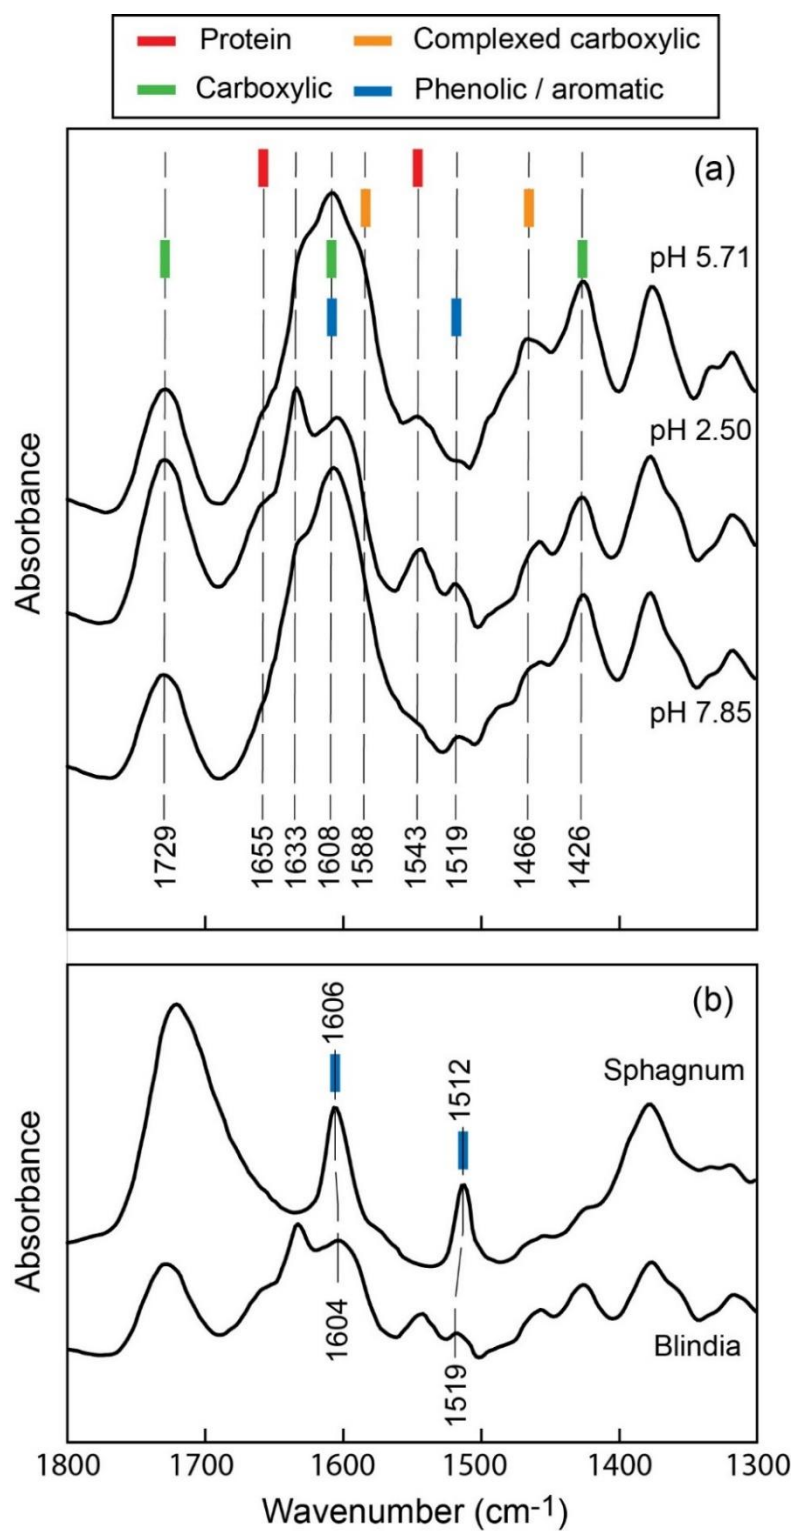 Protein
Complexed carboxylic
Carboxylic
Phenolic / aromatic
(a)
pH 5.71
pH 2.50
pH 7.85
Absorbance
1729
1655
1633
1608
1588
1543
1519
1466
1426
(b)
1606
1512
Sphagnum
Absorbance
1604
1519
Blindia
1800 1700 1600 1500 1400 1300
Wavenumber (cm-1)